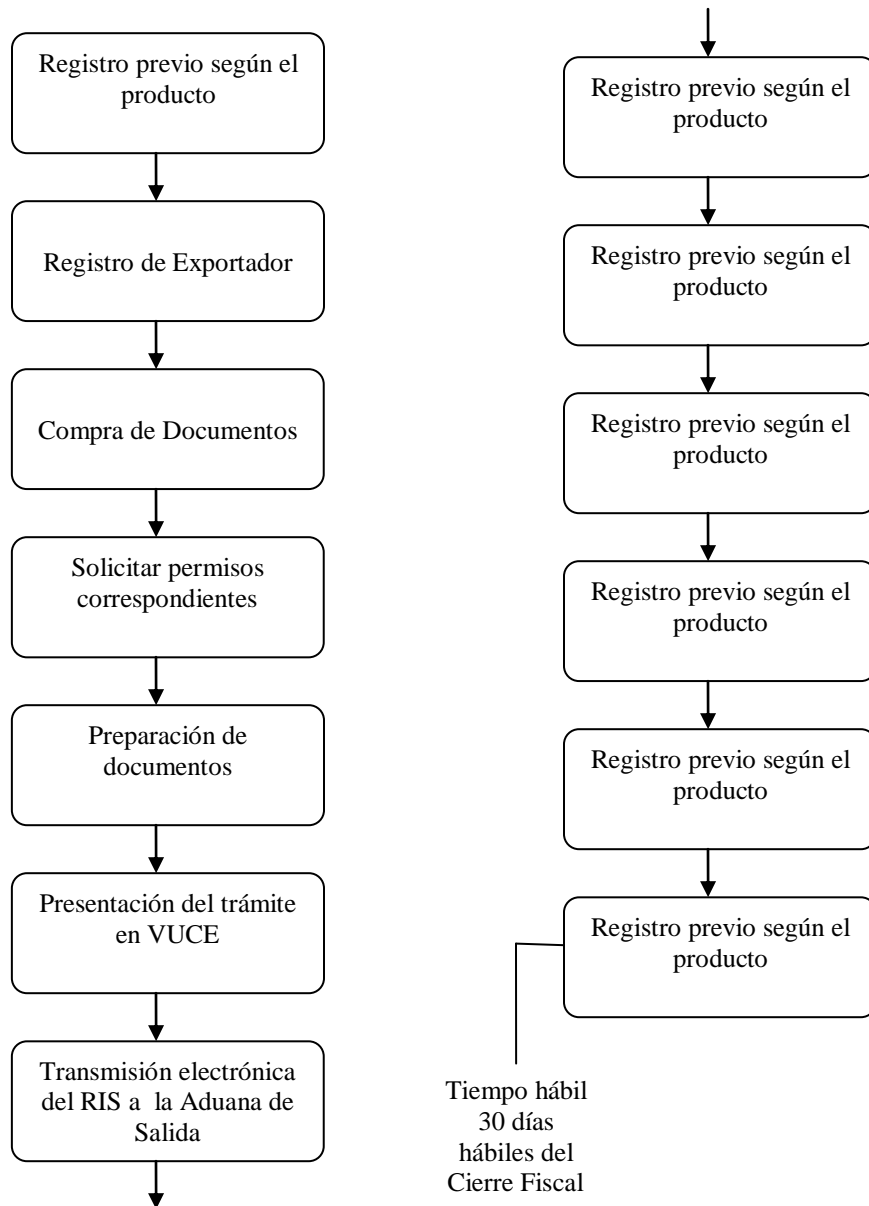 Registro previo según el
producto
Registro de Exportador
Compra de Documentos
Solicitar permisos
correspondientes
Preparación de
documentos
Presentación del trámite
en VUCE
Transmisión electrónica
del RIS a  la Aduana de
Salida
Registro previo según el
producto
Registro previo según el
producto
Registro previo según el
producto
Registro previo según el
producto
Registro previo según el
producto
Registro previo según el
producto
Tiempo hábil
30 días
hábiles del
Cierre Fiscal